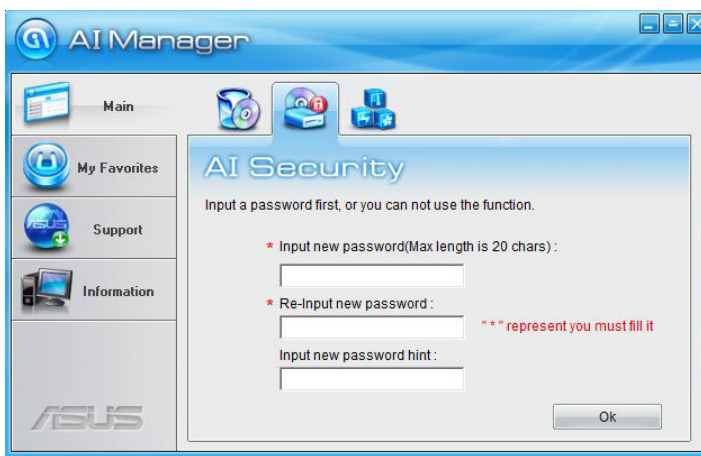 AI Manager
Main
My Favorites
Support
Information
ASUS
AI Security
Input a password first, or you can not use the function.
* Input new password(Max length is 20 chars) :
* Re-Input new password :
"*" represent you must fill it
Input new password hint :
Ok
ASUS